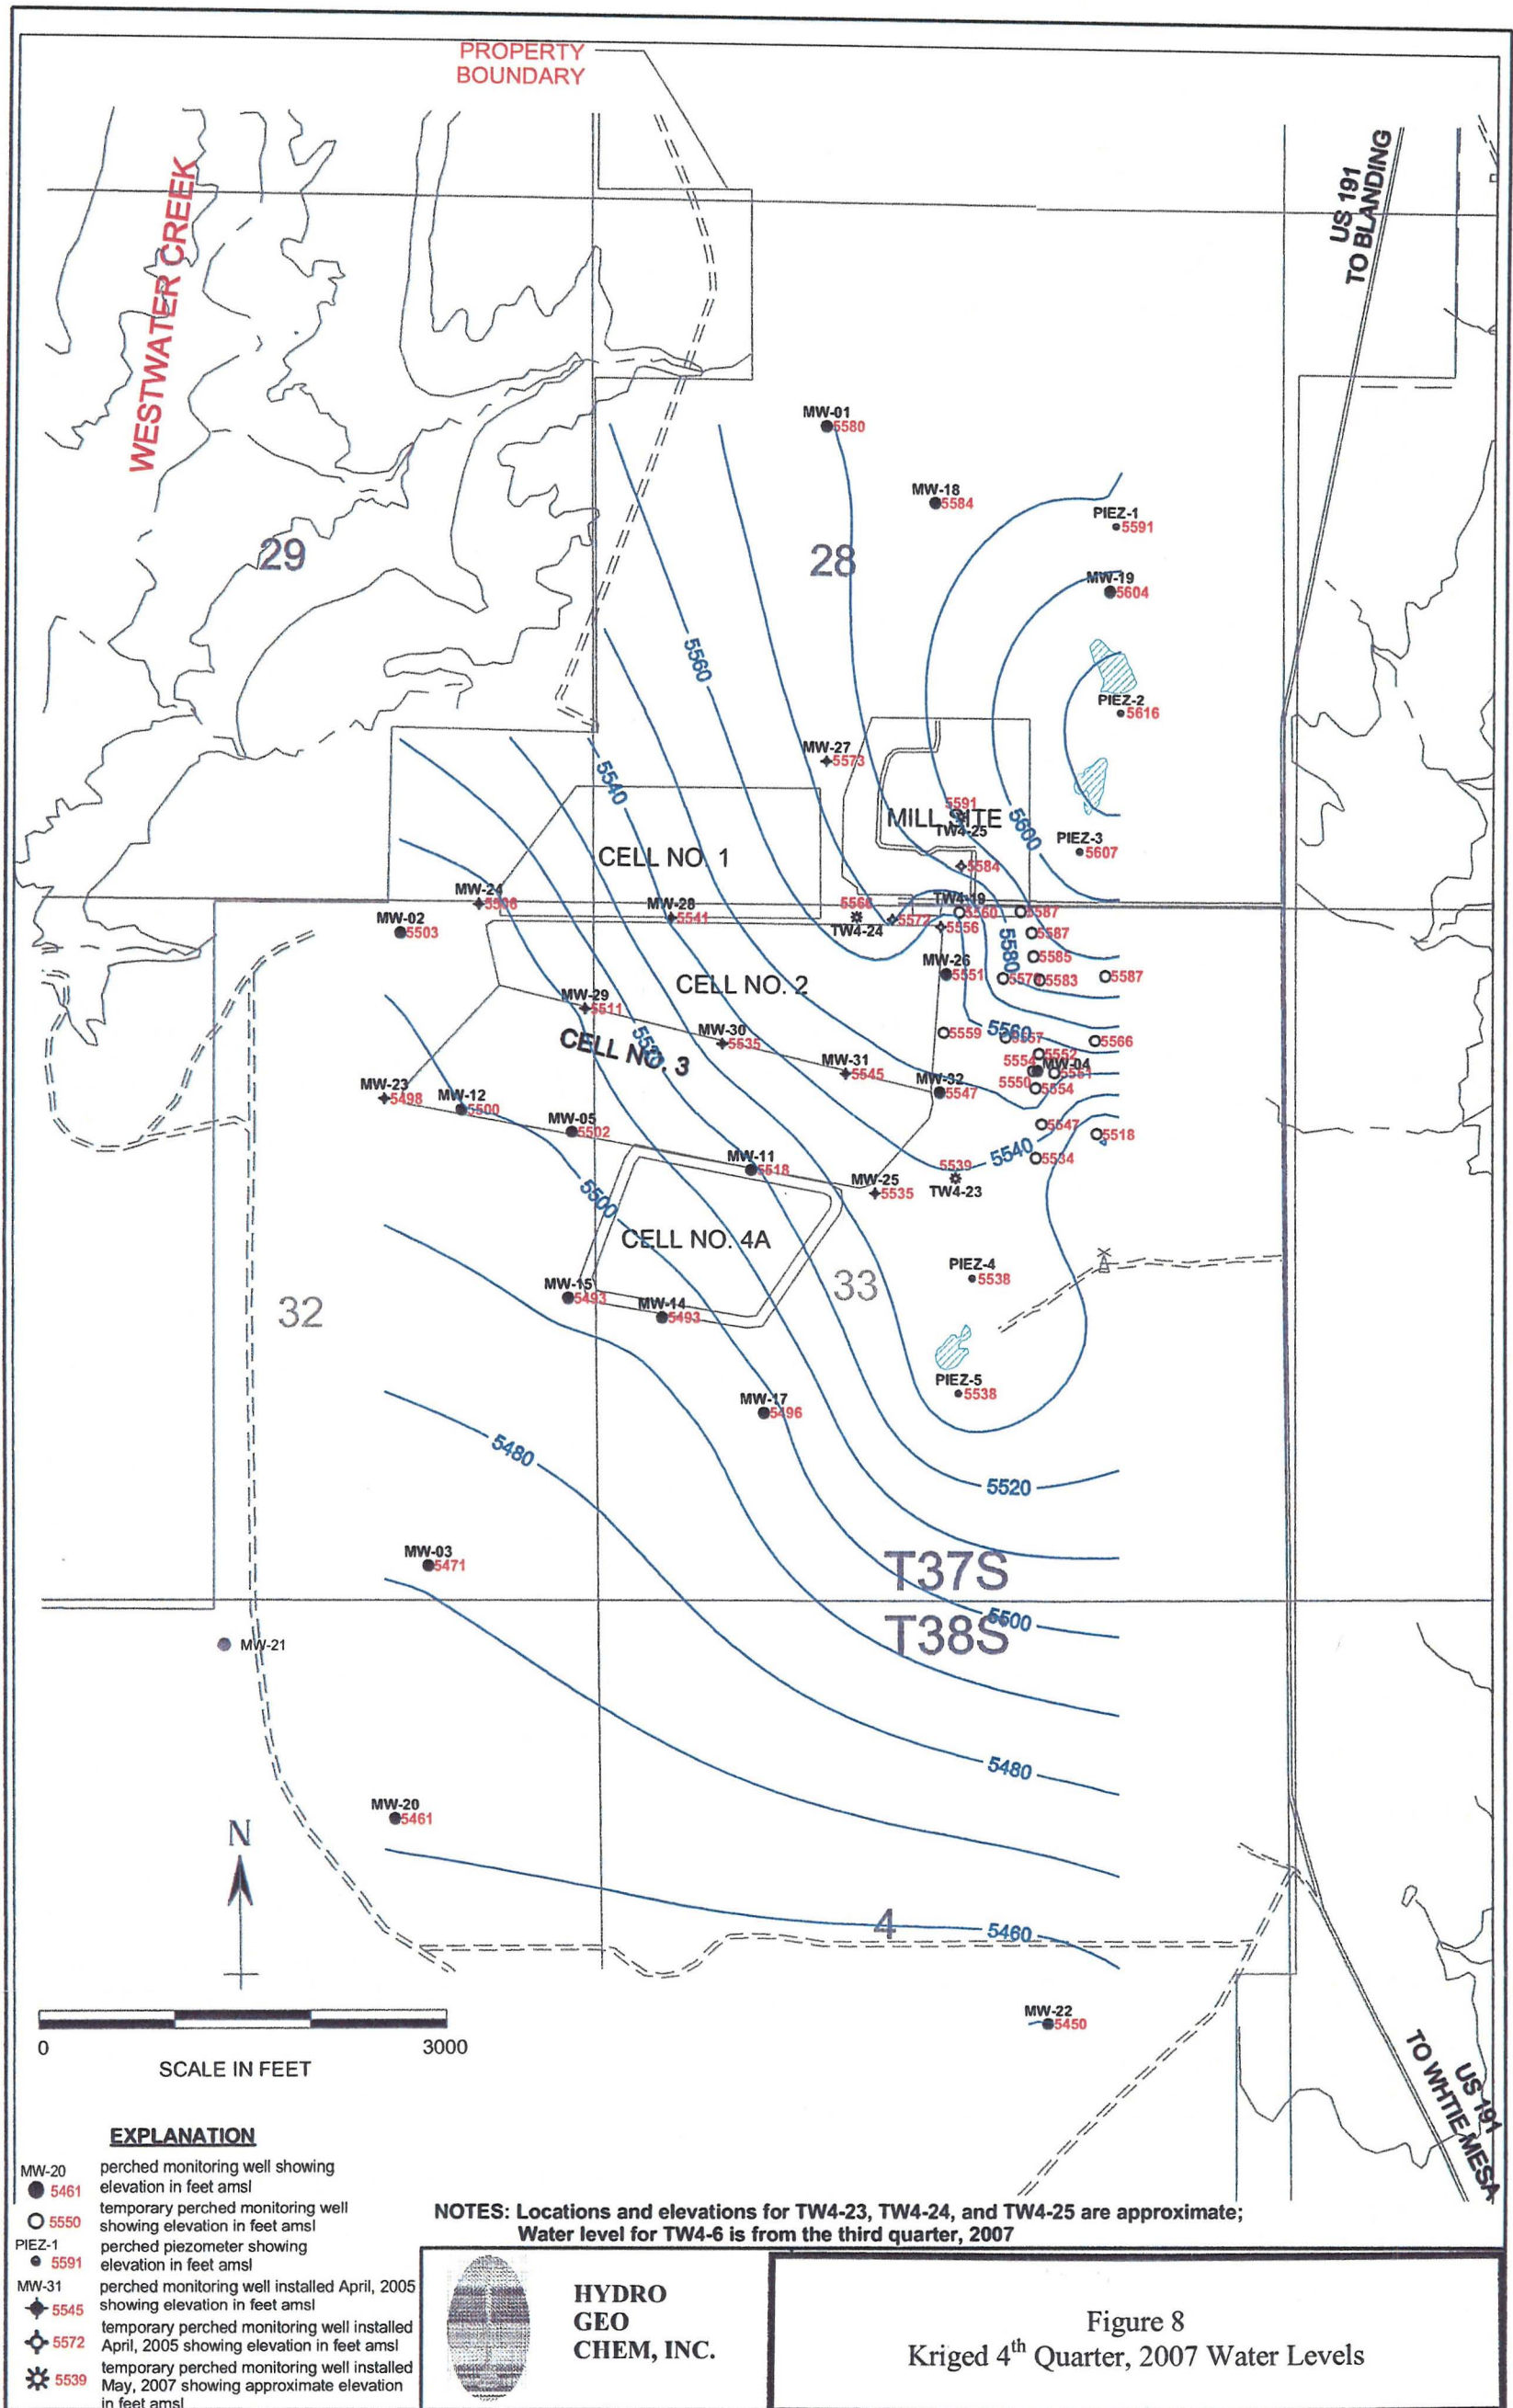 PROPERTY
BOUNDARY
WESTWATER CREEK
US 191
TO BLANDING
MW-01
5580
MW-18
5584
PIEZ-1
5591
29
28
MW-19
5604
5560
PIEZ-2
5616
MW-27
5573
5540
5591
MILL SITE
TW4-25
5600
PIEZ-3
5607
CELL NO. 1
5584
MW-24
MW-28
5541
5566
TW4-24
5572
TW4-19
5560
5587
5556
MW-02
5503
5587
5580
5585
MW-26
5551
5583
5587
CELL NO. 2
MW-29
5511
5559
5560
5557
5566
MW-30
5535
CELL NO. 3
5552
5554
MW-04
5551
MW-31
5545
5550
5554
MW-23
5498
MW-12
5500
MW-32
5547
MW-05
5502
5547
5518
5540
5534
MW-11
5518
5539
TW4-23
MW-25
5535
5500
CELL NO. 4A
PIEZ-4
5538
33
32
MW-15
5493
MW-14
5493
PIEZ-5
5538
MW-17
5496
5480
5520
MW-03
5471
T37S
5500
T38S
MW-21
5480
MW-20
5461
N
4
5460
MW-22
5450
0
3000
SCALE IN FEET
US 191
TO WHTIE MESA
EXPLANATION
MW-20
5461
perched monitoring well showing
elevation in feet amsl
5550
temporary perched monitoring well
showing elevation in feet amsl
PIEZ-1
5591
perched piezometer showing
elevation in feet amsl
MW-31
5545
perched monitoring well installed April, 2005
showing elevation in feet amsl
5572
temporary perched monitoring well installed
April, 2005 showing elevation in feet amsl
5539
temporary perched monitoring well installed
May, 2007 showing approximate elevation
in feet amsl
NOTES: Locations and elevations for TW4-23, TW4-24, and TW4-25 are approximate;
Water level for TW4-6 is from the third quarter, 2007
HYDRO
GEO
CHEM, INC.
Figure 8
Kriged 4th Quarter, 2007 Water Levels